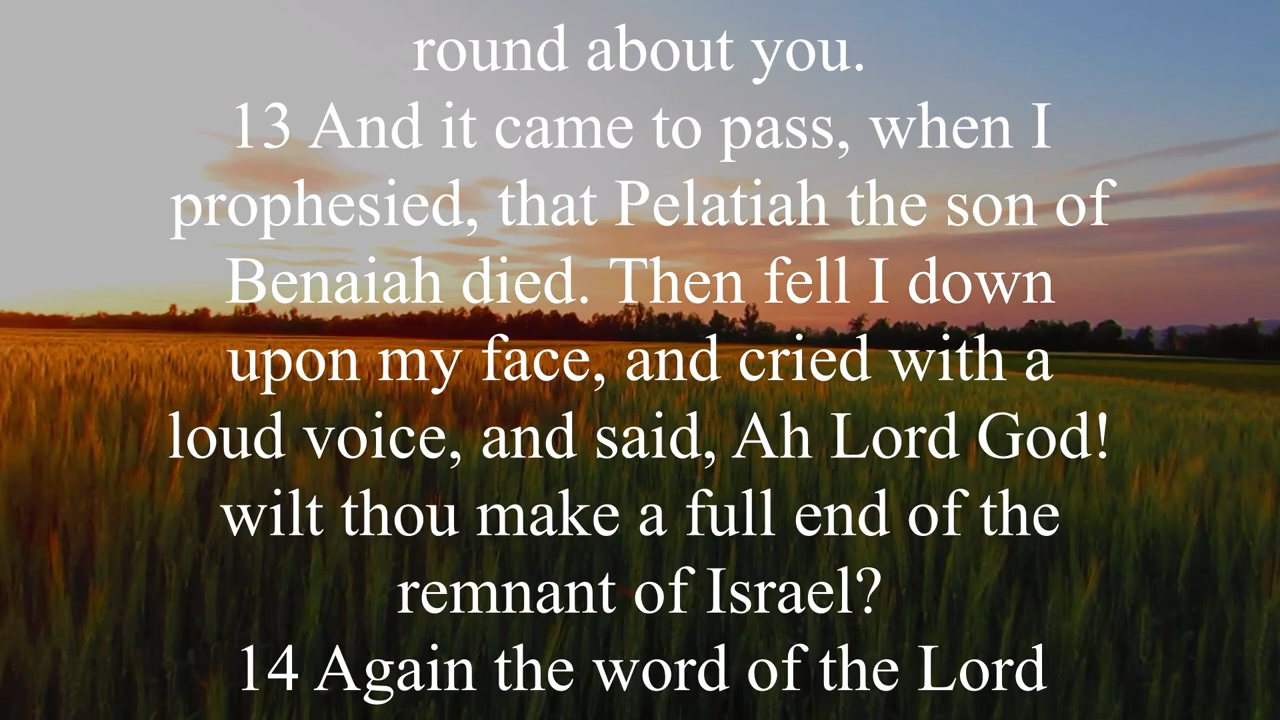 round about you.
13 And it came to pass, when I
prophesied, that Pelatiah the son of
Benaiah died. Then fell I down
upon my face, and cried with a
loud voice, and said, Ah Lord God!
wilt thou make a full end of the
remnant of Israel?
14 Again the word of the Lord